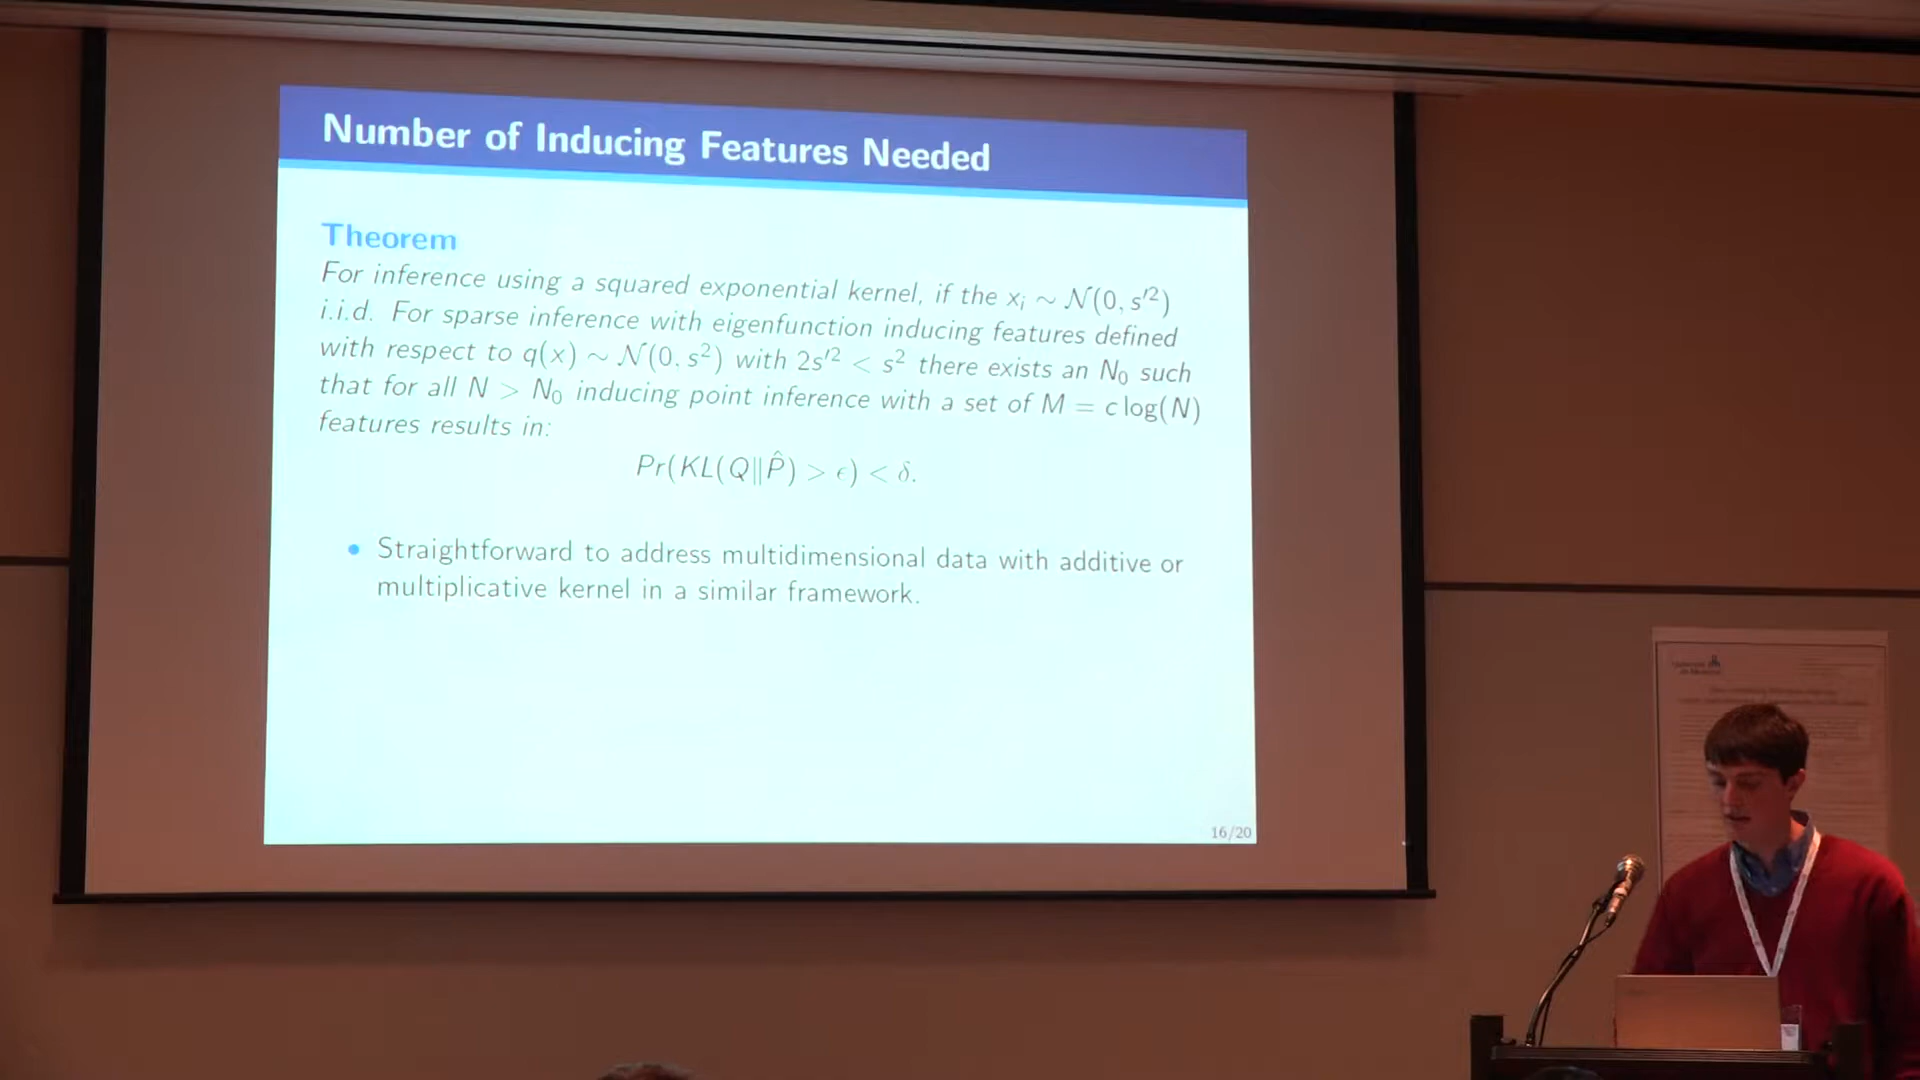 Number of Inducing Features Needed
Theorem
For inference using a squared exponential kernel, if the xᵢ ∼ 𝒩(0, s′²)
i.i.d. For sparse inference with eigenfunction inducing features defined
with respect to q(x) ∼ 𝒩(0, s²) with 2s′² < s² there exists an N₀ such
that for all N > N₀ inducing point inference with a set of M = c log(N)
features results in:
Pr(KL(Q‖P̂) > ϵ) < δ.
• Straightforward to address multidimensional data with additive or
multiplicative kernel in a similar framework.
16/20